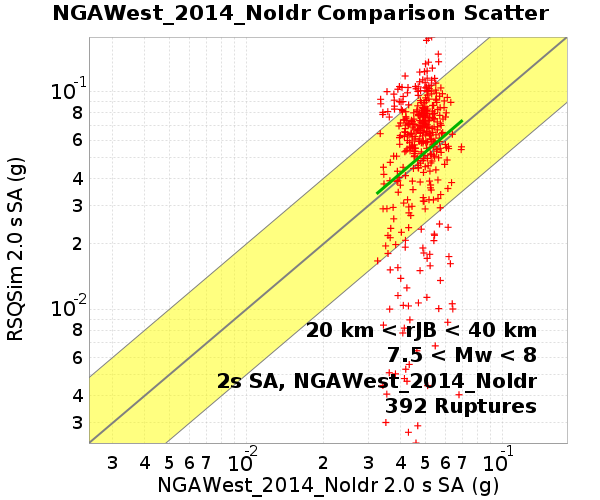 NGAWest_2014_NoIdr Comparison Scatter
RSQSim 2.0 s SA (g)
10-1
8
6
4
3
2
10-2
8
6
4
3
20 km < rJB < 40 km
7.5 < Mw < 8
2s SA, NGAWest_2014_NoIdr
392 Ruptures
3 4 5 6 7 10-2 2 3 4 5 6 7 10-1
NGAWest_2014_NoIdr 2.0 s SA (g)